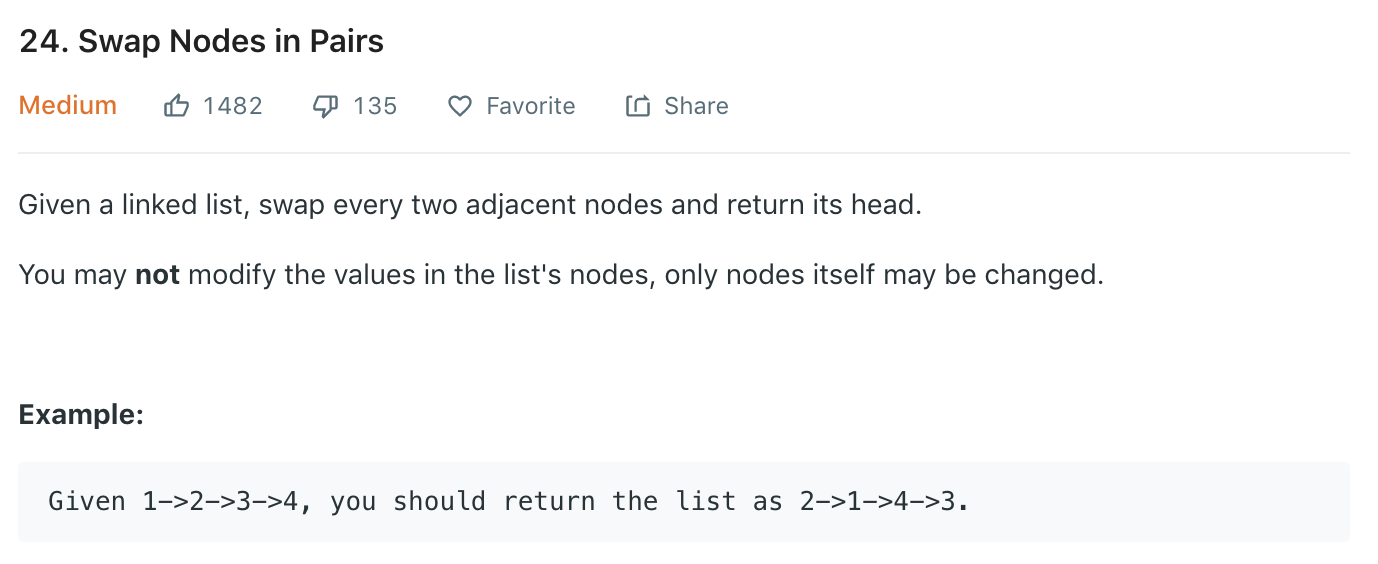 24. Swap Nodes in Pairs
Medium 1482 135 Favorite Share
Given a linked list, swap every two adjacent nodes and return its head.
You may not modify the values in the list's nodes, only nodes itself may be changed.
Example:
Given 1->2->3->4, you should return the list as 2->1->4->3.